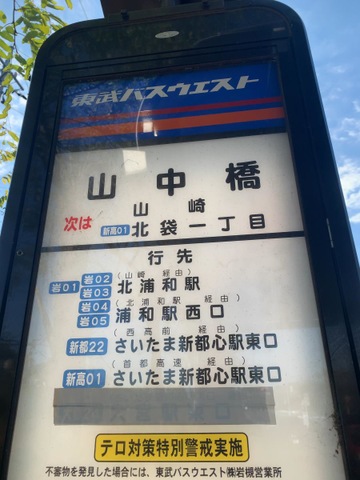 東武バスウエスト
山中橋
山崎
次は 新高01 北袋一丁目
行先
(山崎 経由)
岩01 岩02 岩03 北浦和駅
(北浦和駅 経由)
岩04 岩05 浦和駅西口
(西高前 経由)
新都22 さいたま新都心駅東口
(首都高速 経由)
新高01 さいたま新都心駅東口
テロ対策特別警戒実施
不審物を発見した場合には、東武バスウエスト㈱岩槻営業所